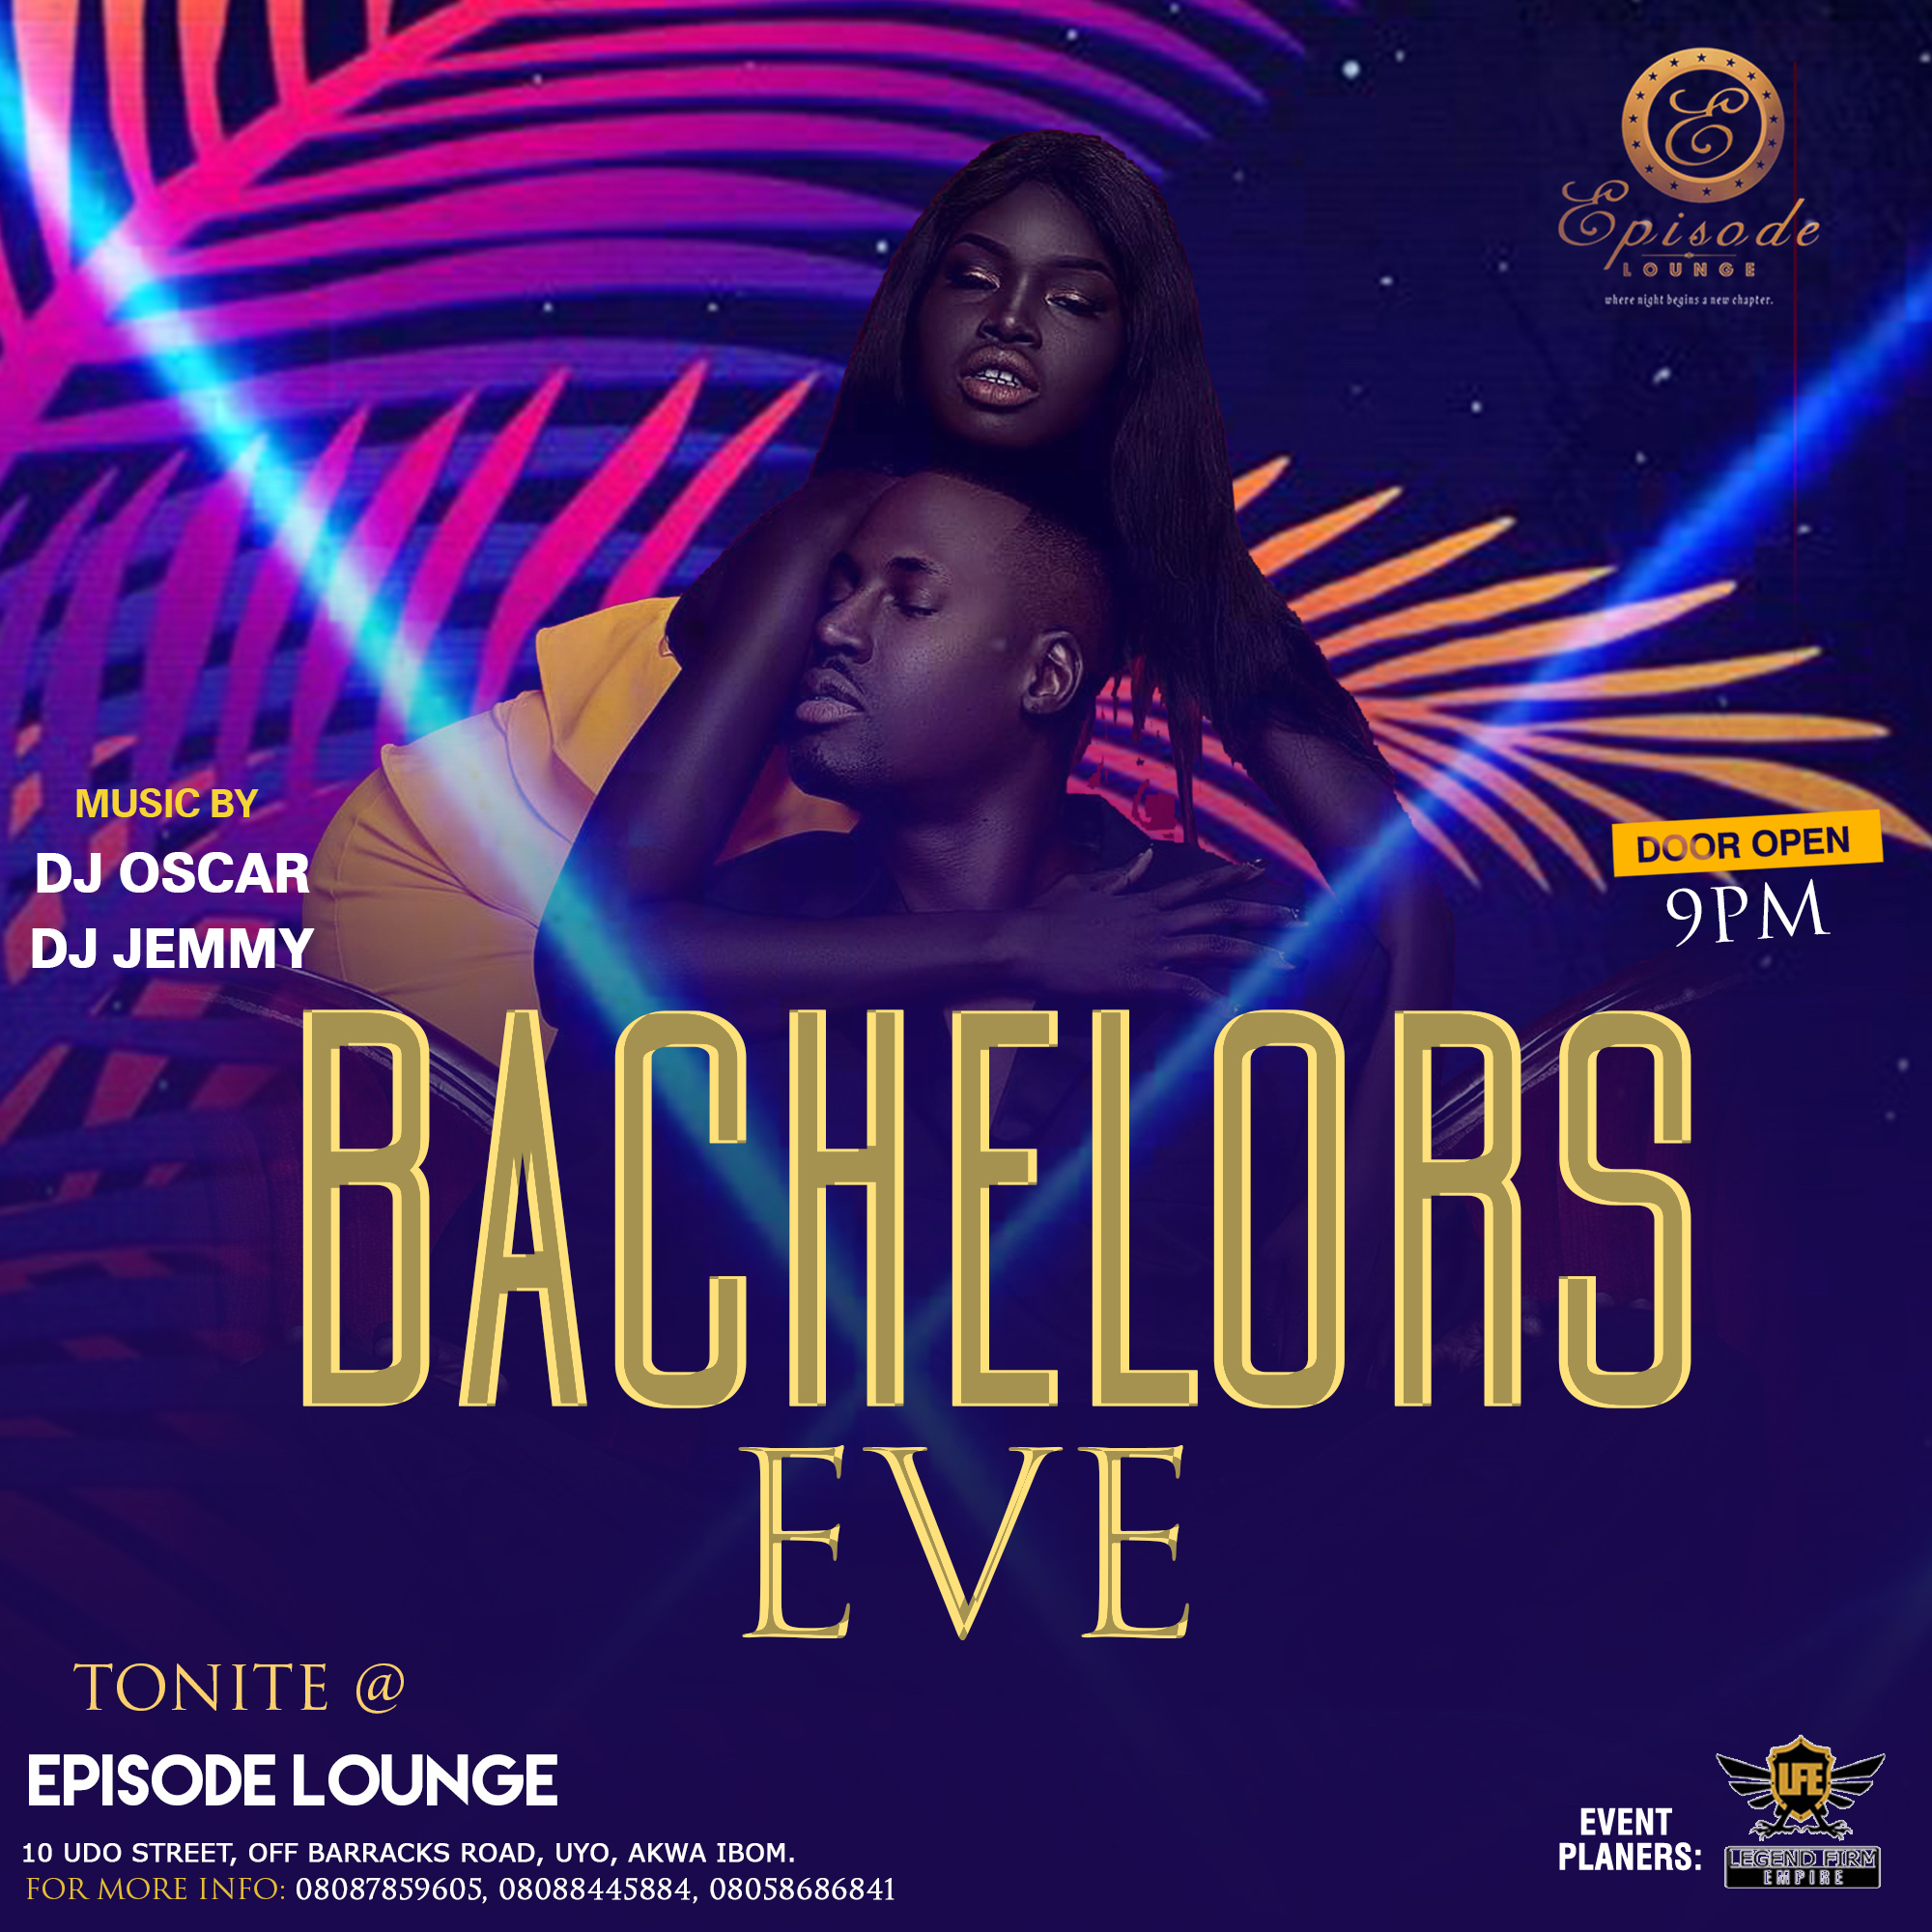 E
Episode
LOUNGE
where night begins a new chapter.
MUSIC BY
DJ OSCAR
DJ JEMMY
DOOR OPEN
9PM
BACHELORS
EVE
TONITE @
EPISODE LOUNGE
10 UDO STREET, OFF BARRACKS ROAD, UYO, AKWA IBOM.
FOR MORE INFO: 08087859605, 08088445884, 08058686841
EVENT
PLANERS:
LFE
LEGEND FIRM
EMPIRE